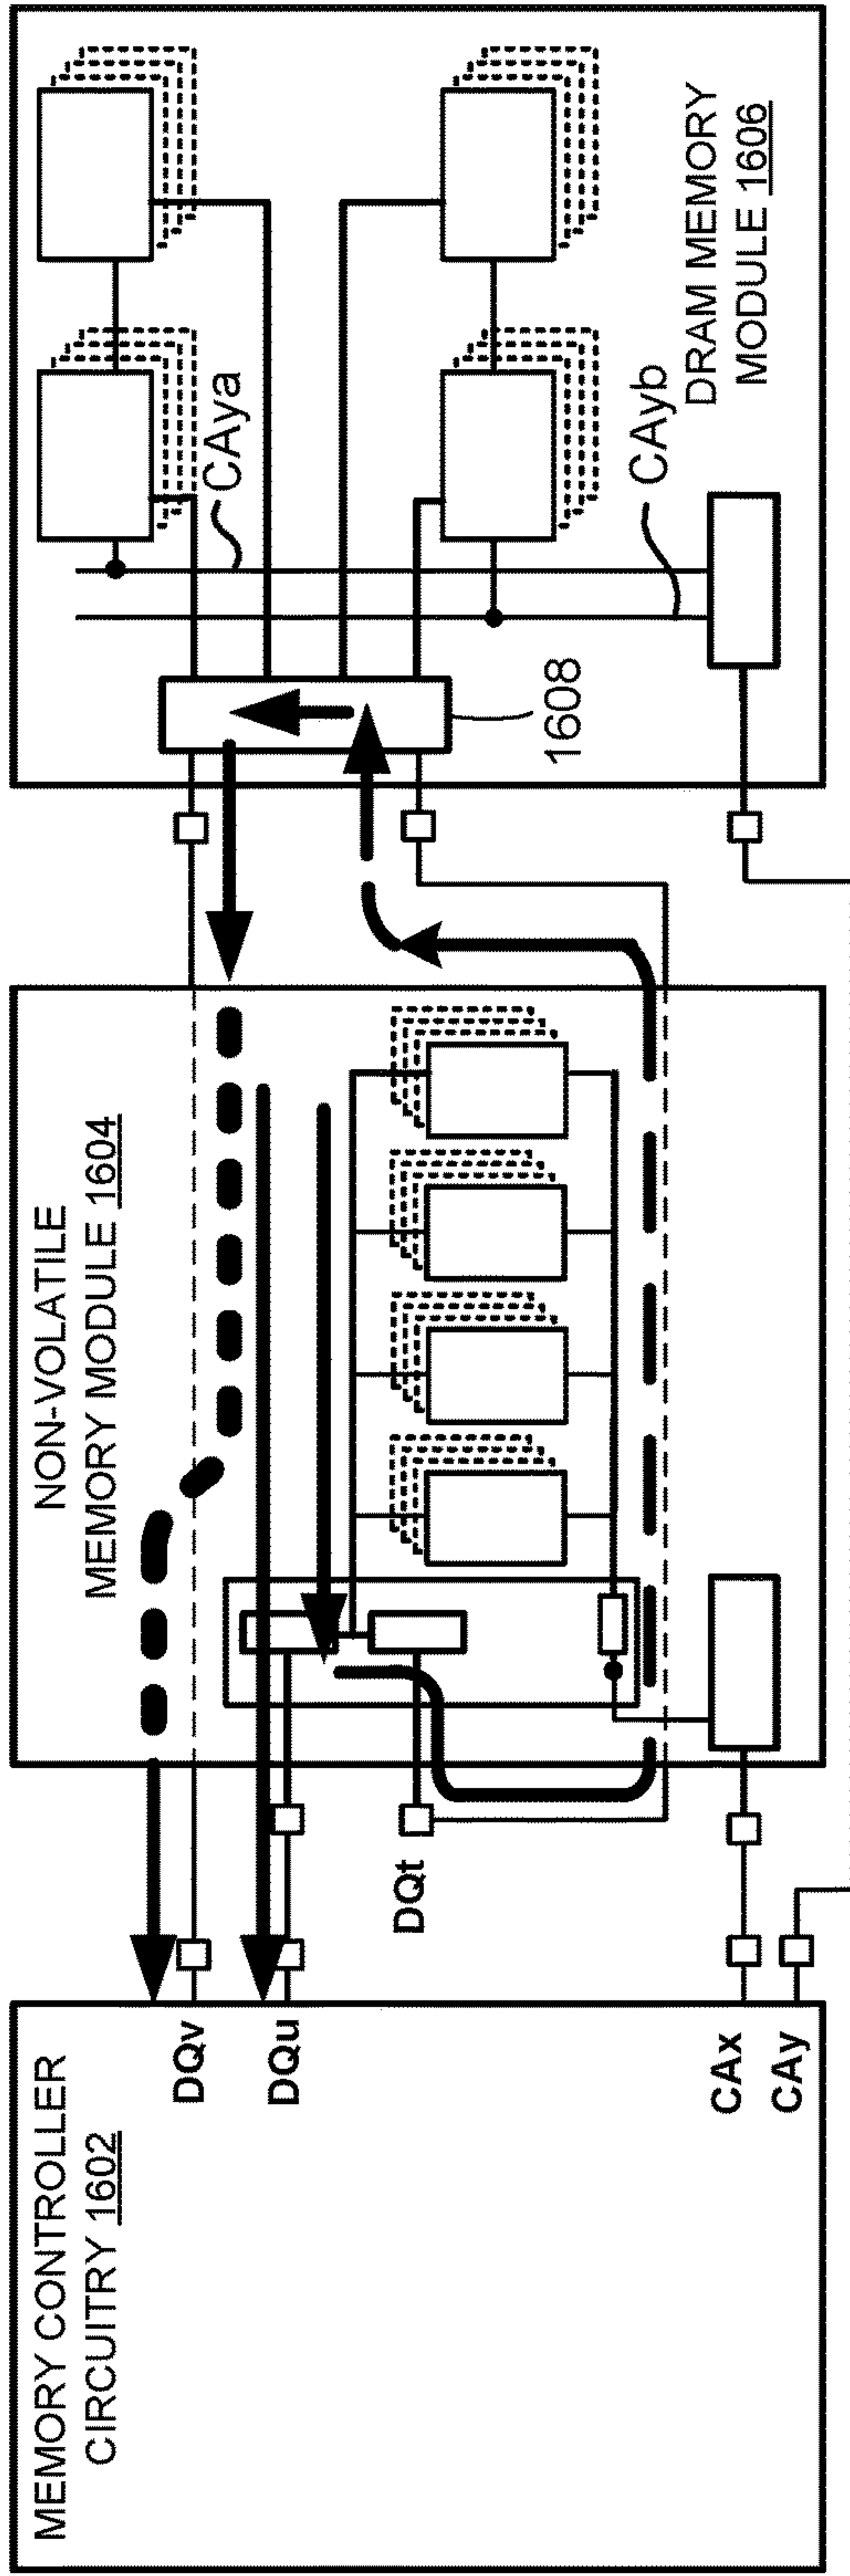 MEMORY CONTROLLER
CIRCUITRY 1602
DQv
DQu
CAx
CAy
NON-VOLATILE
MEMORY MODULE 1604
DQt
CAya
CAyb
1608
DRAM MEMORY
MODULE 1606